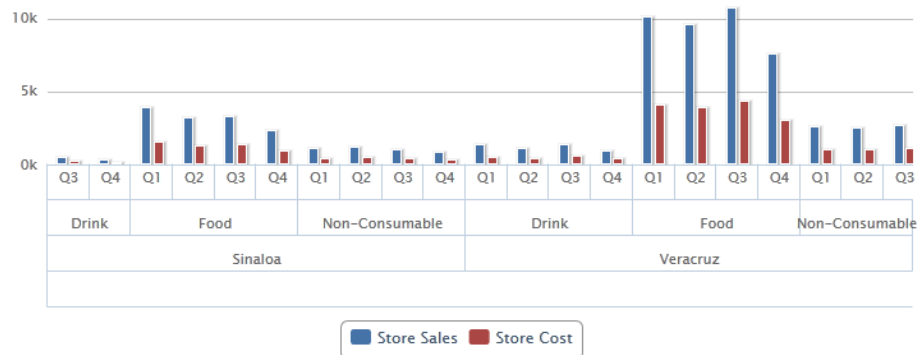 10k
5k
0k
Q3 Q4 Q1 Q2 Q3 Q4 Q1 Q2 Q3 Q4 Q1 Q2 Q3 Q4 Q1 Q2 Q3 Q4 Q1 Q2 Q3
Drink Food Non-Consumable Drink Food Non-Consumable
Sinaloa Veracruz
Store Sales Store Cost